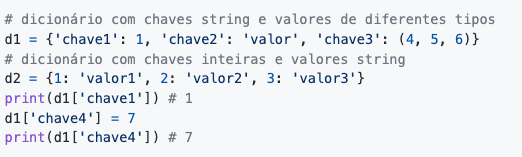 # dicionário com chaves string e valores de diferentes tipos
d1 = {'chave1': 1, 'chave2': 'valor', 'chave3': (4, 5, 6)}
# dicionário com chaves inteiras e valores string
d2 = {1: 'valor1', 2: 'valor2', 3: 'valor3'}
print(d1['chave1']) # 1
d1['chave4'] = 7
print(d1['chave4']) # 7